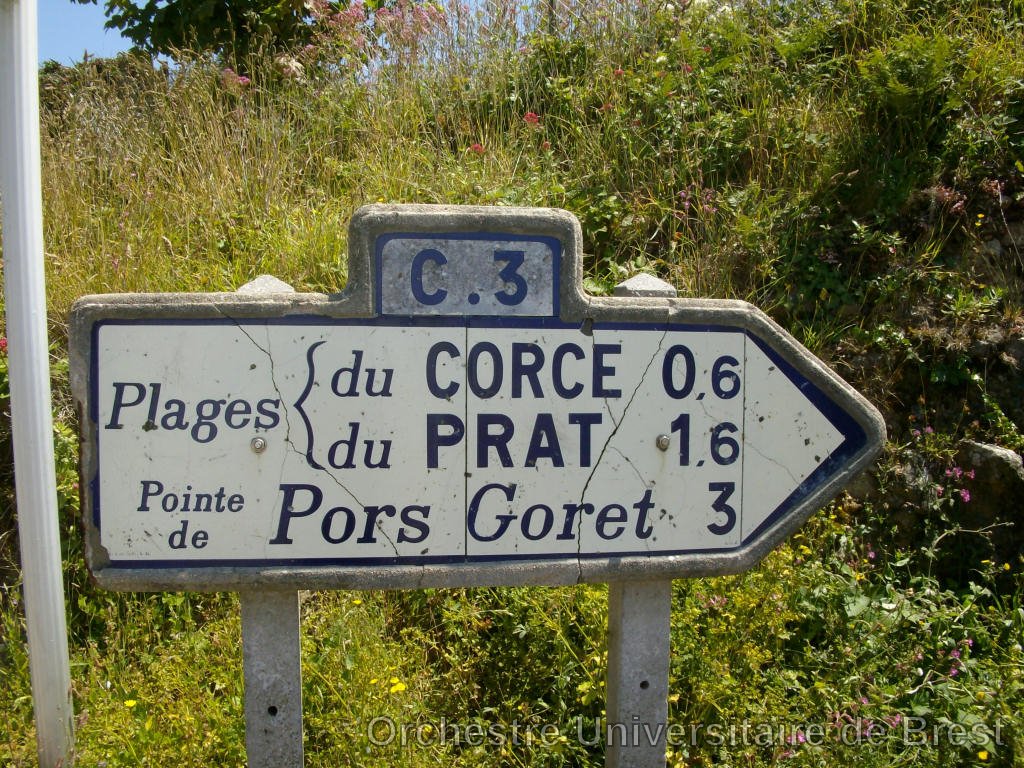 C. 3
Plages du CORCE 0,6
du PRAT 1,6
Pointe de Pors Goret 3
Orchestre Universitaire de Brest